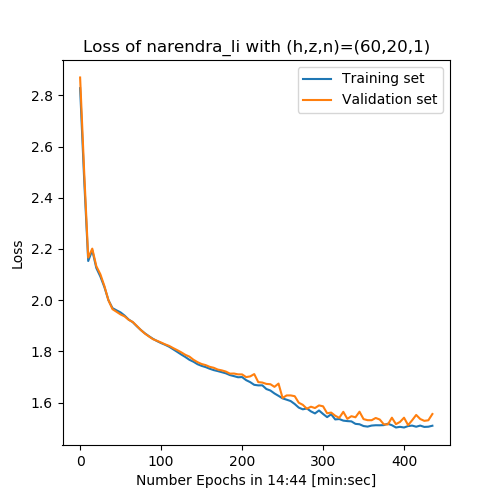 Loss of narendra_li with (h,z,n)=(60,20,1)
Training set
Validation set
Loss
2.8
2.6
2.4
2.2
2.0
1.8
1.6
0 100 200 300 400
Number Epochs in 14:44 [min:sec]